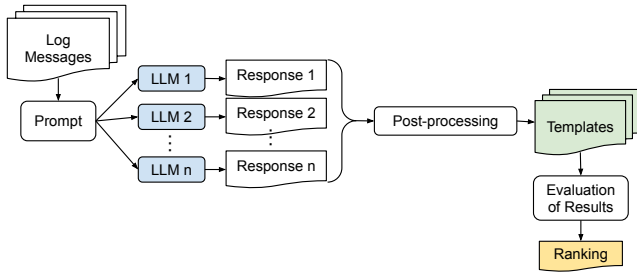 Log
Messages
Prompt
LLM 1
Response 1
LLM 2
Response 2
LLM n
Response n
Post-processing
Templates
Evaluation
of Results
Ranking